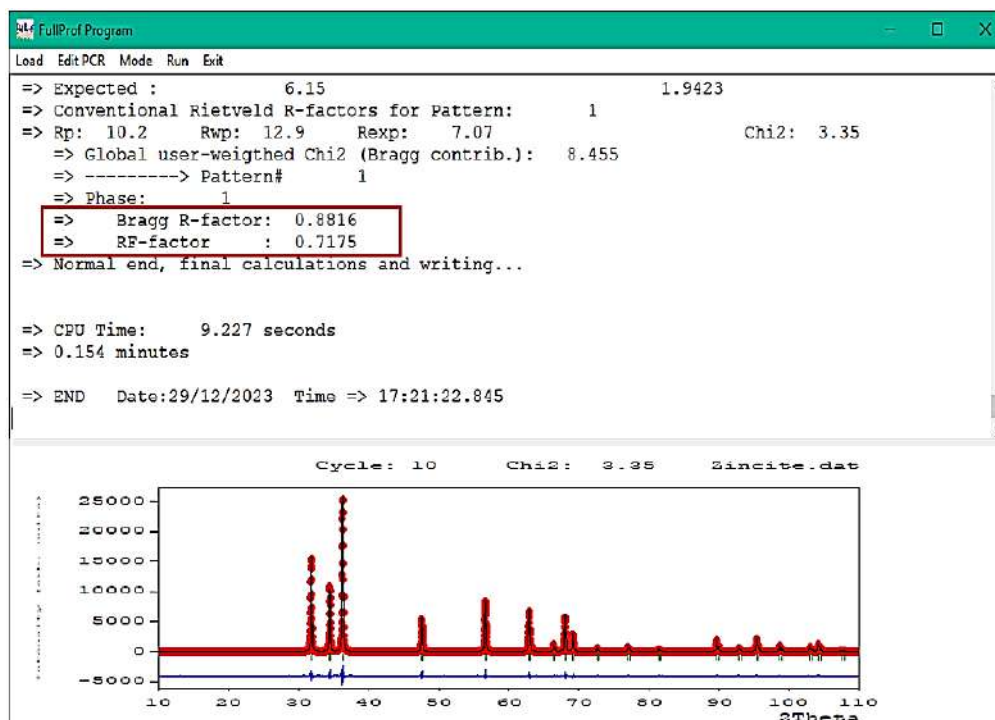 FullProf Program
Load Edit PCR Mode Run Exit
=> Expected : 6.15 1.9423
=> Conventional Rietveld R-factors for Pattern: 1
=> Rp: 10.2 Rwp: 12.9 Rexp: 7.07 Chi2: 3.35
=> Global user-weigthed Chi2 (Bragg contrib.): 8.455
=> ---------> Pattern# 1
=> Phase: 1
=> Bragg R-factor: 0.8816
=> RF-factor : 0.7175
=> Normal end, final calculations and writing...
=> CPU Time: 9.227 seconds
=> 0.154 minutes
=> END Date:29/12/2023 Time => 17:21:22.845
Cycle: 10 Chi2: 3.35 Zincite.dat
25000
20000
15000
10000
5000
0
-5000
10 20 30 40 50 60 70 80 90 100 110
2Theta